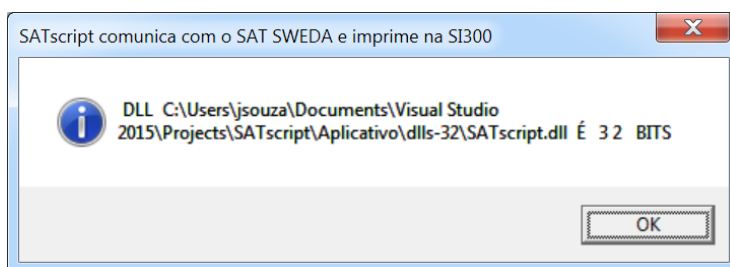 SATscript comunica com o SAT SWEDA e imprime na SI300
DLL C:\Users\jsouza\Documents\Visual Studio
2015\Projects\SATscript\Aplicativo\dlls-32\SATscript.dll É 3 2 BITS
OK